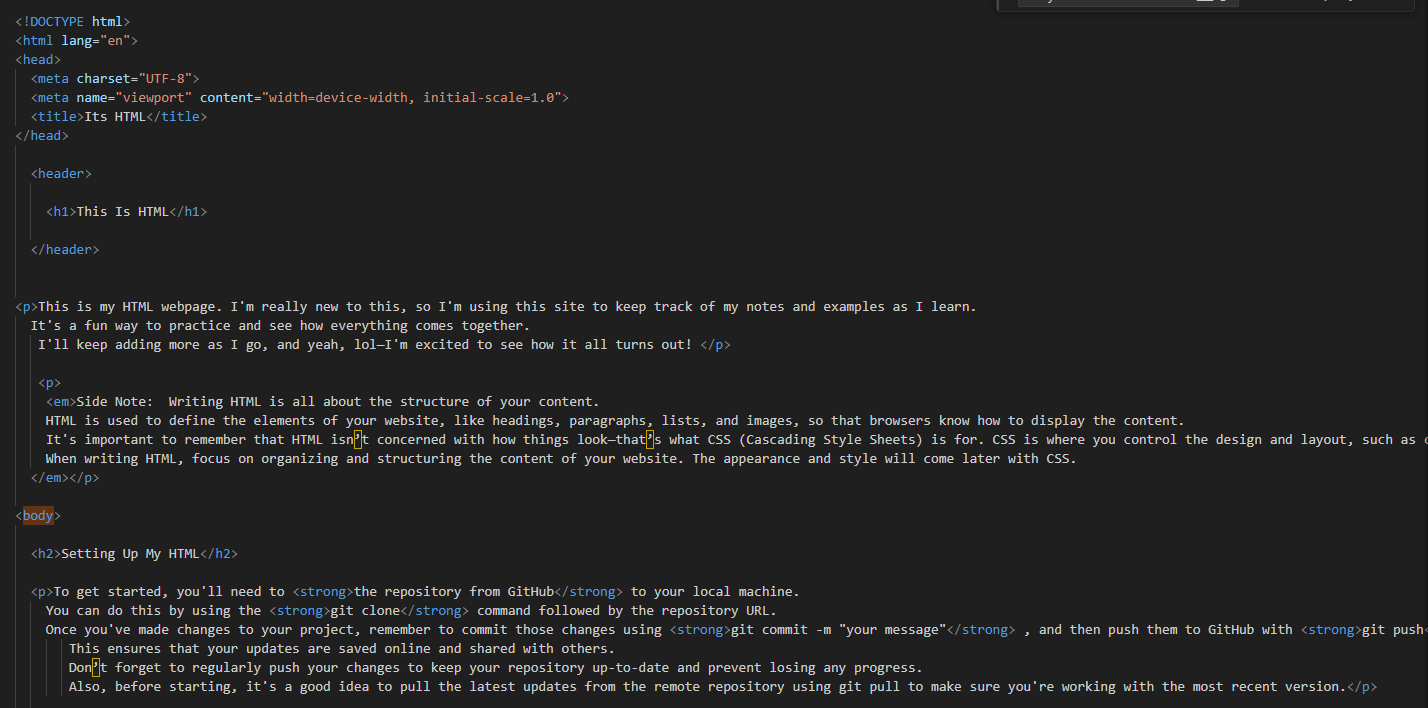 <!DOCTYPE html>
<html lang="en">
<head>
<meta charset="UTF-8">
<meta name="viewport" content="width=device-width, initial-scale=1.0">
<title>Its HTML</title>
</head>
<header>
<h1>This Is HTML</h1>
</header>
<p>This is my HTML webpage. I'm really new to this, so I'm using this site to keep track of my notes and examples as I learn.
It's a fun way to practice and see how everything comes together.
I'll keep adding more as I go, and yeah, lol—I'm excited to see how it all turns out! </p>
<p>
<em>Side Note:  Writing HTML is all about the structure of your content.
HTML is used to define the elements of your website, like headings, paragraphs, lists, and images, so that browsers know how to display the content.
It's important to remember that HTML isn’t concerned with how things look—that’s what CSS (Cascading Style Sheets) is for. CSS is where you control the design and layout, such as
When writing HTML, focus on organizing and structuring the content of your website. The appearance and style will come later with CSS.
</em></p>
<body>
<h2>Setting Up My HTML</h2>
<p>To get started, you'll need to <strong>the repository from GitHub</strong> to your local machine.
You can do this by using the <strong>git clone</strong> command followed by the repository URL.
Once you've made changes to your project, remember to commit those changes using <strong>git commit -m "your message"</strong> , and then push them to GitHub with <strong>git push
This ensures that your updates are saved online and shared with others.
Don’t forget to regularly push your changes to keep your repository up-to-date and prevent losing any progress.
Also, before starting, it's a good idea to pull the latest updates from the remote repository using git pull to make sure you're working with the most recent version.</p>